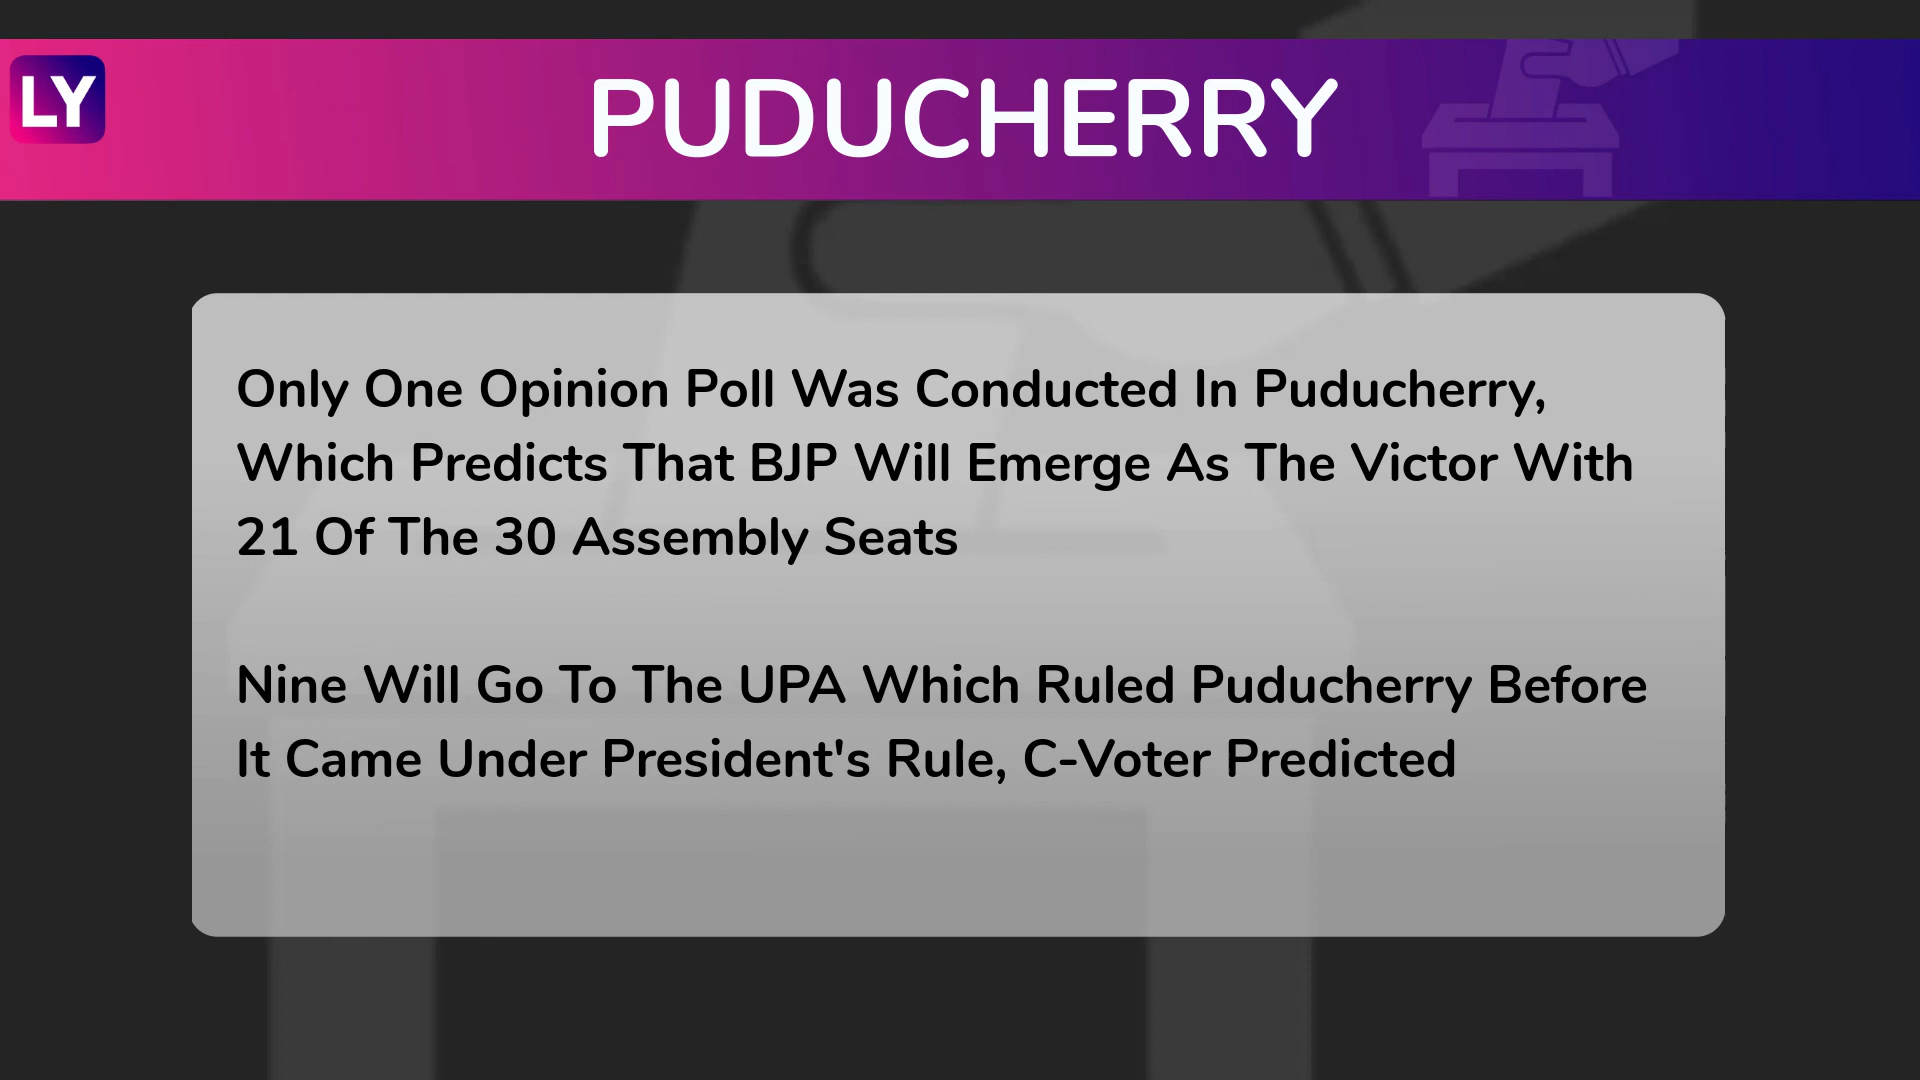 LY
PUDUCHERRY
Only One Opinion Poll Was Conducted In Puducherry,
Which Predicts That BJP Will Emerge As The Victor With
21 Of The 30 Assembly Seats
Nine Will Go To The UPA Which Ruled Puducherry Before
It Came Under President's Rule, C-Voter Predicted